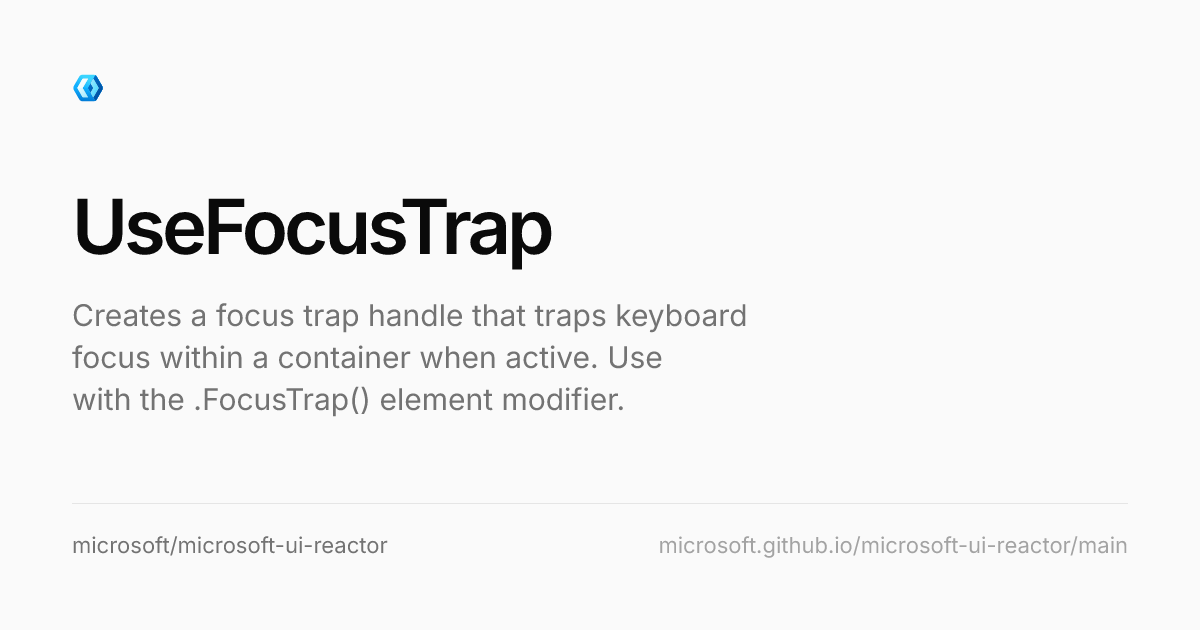 UseFocusTrap
Creates a focus trap handle that traps keyboard
focus within a container when active. Use
with the .FocusTrap() element modifier.
microsoft/microsoft-ui-reactor
microsoft.github.io/microsoft-ui-reactor/main